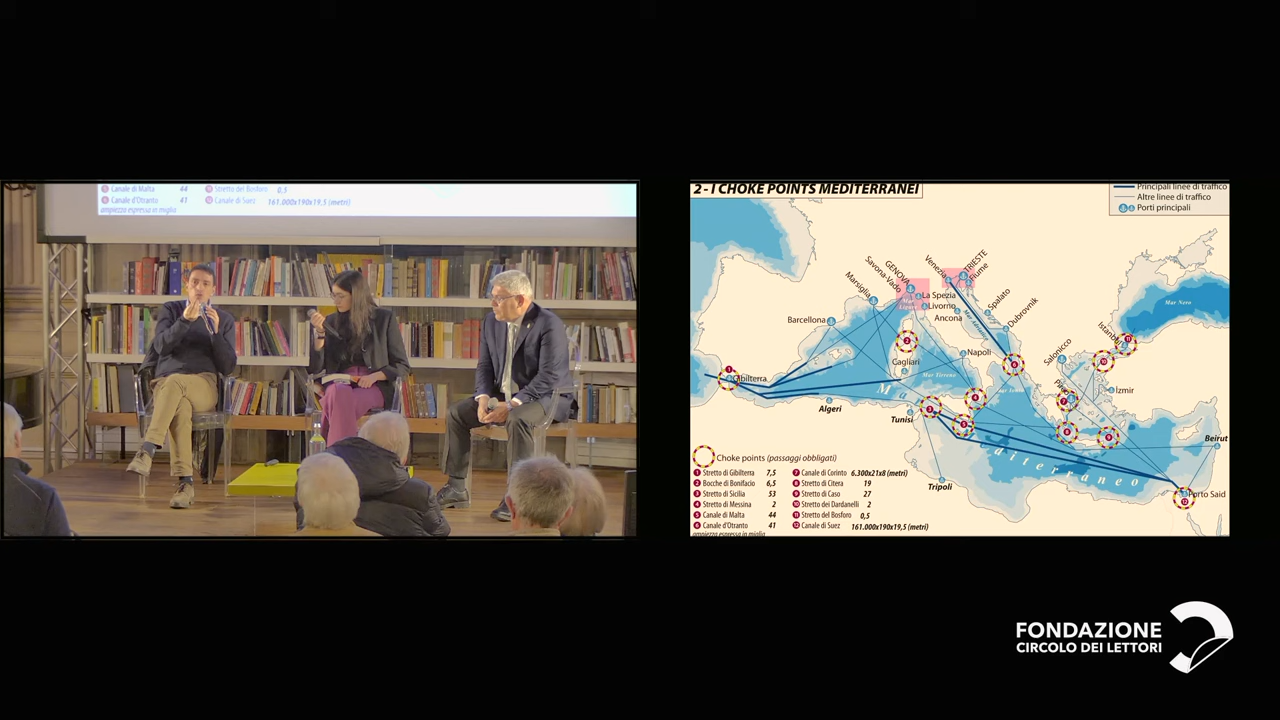 Canale di Malta 44 Stretto del Bosforo 0,5
Canale d'Otranto 41 Canale di Suez 161.000x190x19,5 (metri)
ampiezza espressa in miglia
2 - I CHOKE POINTS MEDITERRANEI
Principali linee di traffico
Altre linee di traffico
Porti principali
TRIESTE
Fiume
Venezia
GENOVA
Savona-Vado
Marsiglia
La Spezia
Livorno
Ancona
Spalato
Dubrovnik
Mar Nero
Barcellona
Napoli
Cagliari
Mar Tirreno
Istanbul
Salonicco
Izmir
Gibilterra
Algeri
Tunisi
Tripoli
Beirut
Porto Said
Mar Mediterraneo
Choke points (passaggi obbligati)
1 Stretto di Gibilterra 7,5 7 Canale di Corinto 6.300x21x8 (metri)
2 Bocche di Bonifacio 6,5 8 Stretto di Citera 19
3 Stretto di Sicilia 53 9 Stretto di Caso 27
4 Stretto di Messina 2 10 Stretto dei Dardanelli 2
5 Canale di Malta 44 11 Stretto del Bosforo 0,5
6 Canale d'Otranto 41 12 Canale di Suez 161.000x190x19,5 (metri)
ampiezza espressa in miglia
FONDAZIONE
CIRCOLO DEI LETTORI